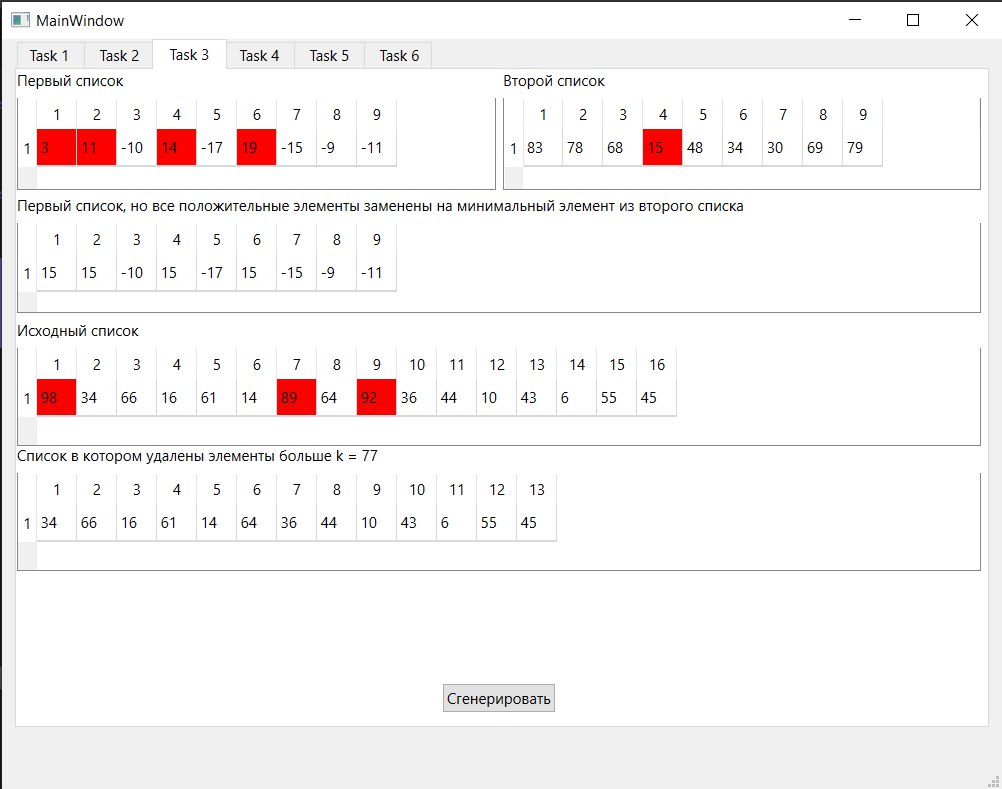 MainWindow
Task 1 Task 2 Task 3 Task 4 Task 5 Task 6
Первый список
1 2 3 4 5 6 7 8 9
1 3 11 -10 14 -17 19 -15 -9 -11
Второй список
1 2 3 4 5 6 7 8 9
1 83 78 68 15 48 34 30 69 79
Первый список, но все положительные элементы заменены на минимальный элемент из второго списка
1 2 3 4 5 6 7 8 9
1 15 15 -10 15 -17 15 -15 -9 -11
Исходный список
1 2 3 4 5 6 7 8 9 10 11 12 13 14 15 16
1 98 34 66 16 61 14 89 64 92 36 44 10 43 6 55 45
Список в котором удалены элементы больше k = 77
1 2 3 4 5 6 7 8 9 10 11 12 13
1 34 66 16 61 14 64 36 44 10 43 6 55 45
Сгенерировать